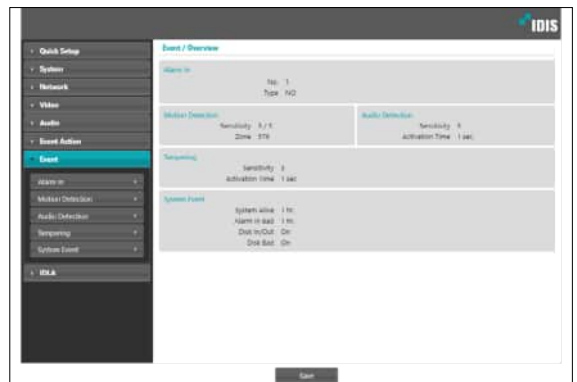 IDIS
Quick Setup
System
Network
Video
Audio
Event Action
Event
Alarm In
Motion Detection
Audio Detection
Tampering
System Event
IDLA
Event / Overview
Alarm In
No. 1
Type NO
Motion Detection
Sensitivity 5 / 5
Zone 576
Audio Detection
Sensitivity 5
Activation Time 1 sec.
Tampering
Sensitivity 3
Activation Time 1 sec.
System Event
System Alive 1 hr.
Alarm In Bad 1 hr.
Disk In/Out On
Disk Bad On
Save